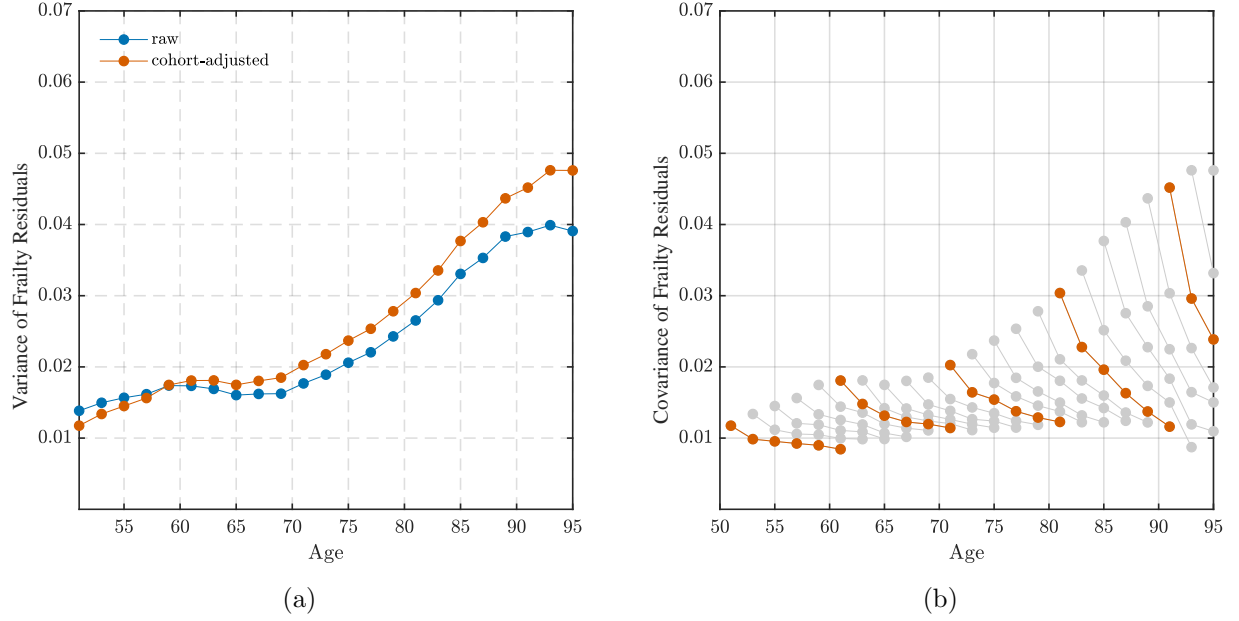 0.07
0.06
0.05
0.04
0.03
0.02
0.01
Variance of Frailty Residuals
raw
cohort-adjusted
55 60 65 70 75 80 85 90 95
Age
(a)
0.07
0.06
0.05
0.04
0.03
0.02
0.01
Covariance of Frailty Residuals
50 55 60 65 70 75 80 85 90 95
Age
(b)